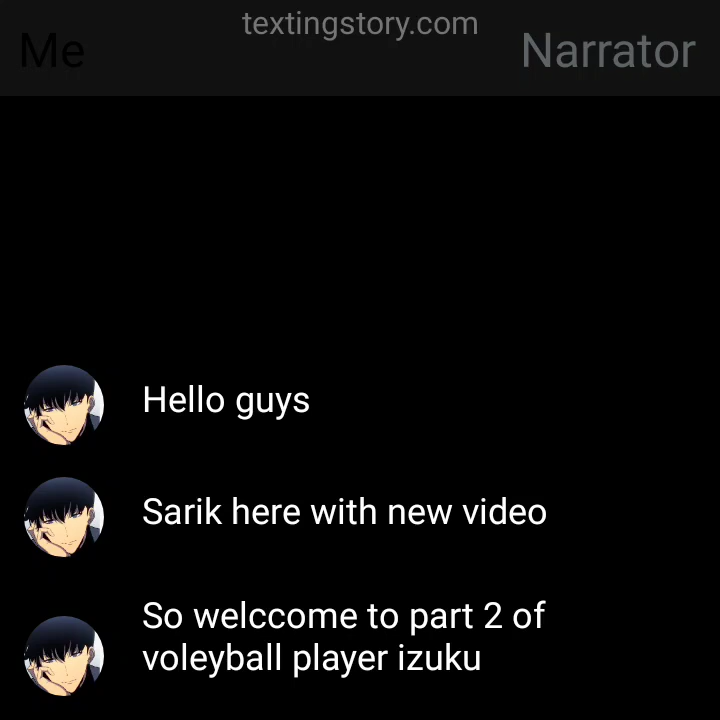 textingstory.com
Me
Narrator
Hello guys
Sarik here with new video
So welccome to part 2 of
voleyball player izuku